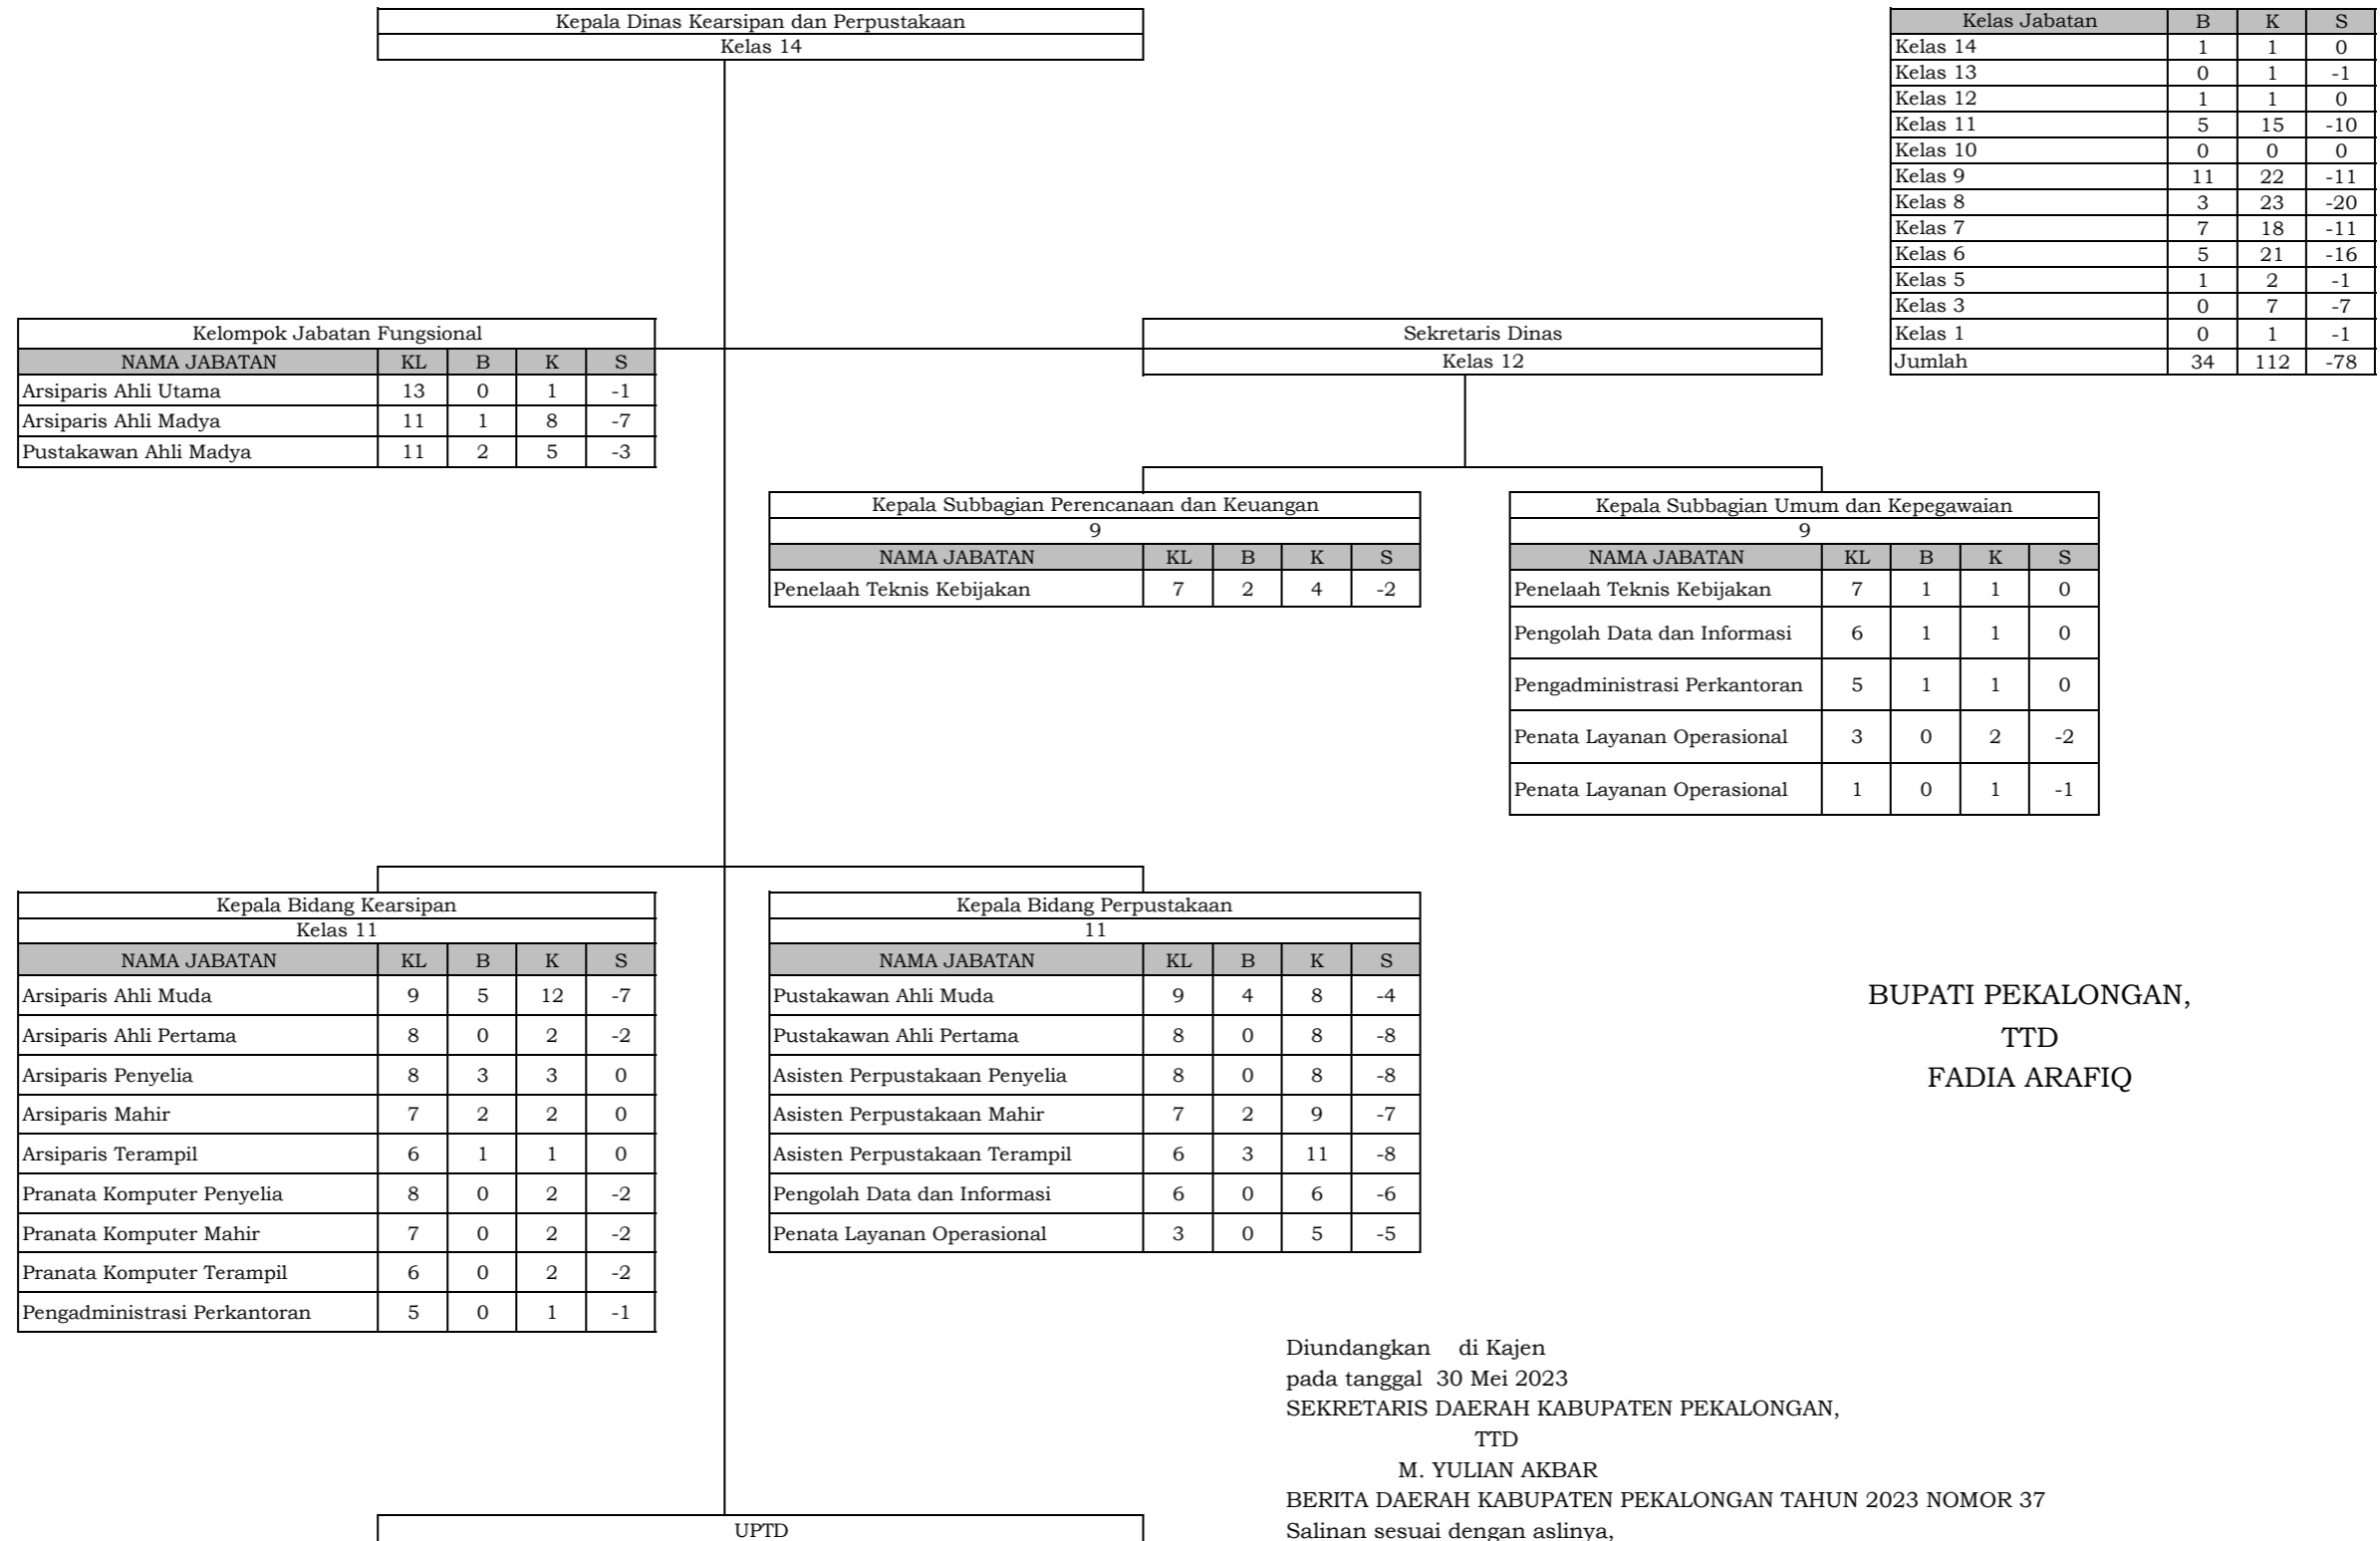 Kepala Dinas Kearsipan dan Perpustakaan
Kelas 14
Kelas Jabatan B K S
Kelas 14 1 1 0
Kelas 13 0 1 -1
Kelas 12 1 1 0
Kelas 11 5 15 -10
Kelas 10 0 0 0
Kelas 9 11 22 -11
Kelas 8 3 23 -20
Kelas 7 7 18 -11
Kelas 6 5 21 -16
Kelas 5 1 2 -1
Kelas 3 0 7 -7
Kelas 1 0 1 -1
Jumlah 34 112 -78
Kelompok Jabatan Fungsional
NAMA JABATAN KL B K S
Arsiparis Ahli Utama 13 0 1 -1
Arsiparis Ahli Madya 11 1 8 -7
Pustakawan Ahli Madya 11 2 5 -3
Sekretaris Dinas
Kelas 12
Kepala Subbagian Perencanaan dan Keuangan
9
NAMA JABATAN KL B K S
Penelaah Teknis Kebijakan 7 2 4 -2
Kepala Subbagian Umum dan Kepegawaian
9
NAMA JABATAN KL B K S
Penelaah Teknis Kebijakan 7 1 1 0
Pengolah Data dan Informasi 6 1 1 0
Pengadministrasi Perkantoran 5 1 1 0
Penata Layanan Operasional 3 0 2 -2
Penata Layanan Operasional 1 0 1 -1
Kepala Bidang Kearsipan
Kelas 11
NAMA JABATAN KL B K S
Arsiparis Ahli Muda 9 5 12 -7
Arsiparis Ahli Pertama 8 0 2 -2
Arsiparis Penyelia 8 3 3 0
Arsiparis Mahir 7 2 2 0
Arsiparis Terampil 6 1 1 0
Pranata Komputer Penyelia 8 0 2 -2
Pranata Komputer Mahir 7 0 2 -2
Pranata Komputer Terampil 6 0 2 -2
Pengadministrasi Perkantoran 5 0 1 -1
Kepala Bidang Perpustakaan
11
NAMA JABATAN KL B K S
Pustakawan Ahli Muda 9 4 8 -4
Pustakawan Ahli Pertama 8 0 8 -8
Asisten Perpustakaan Penyelia 8 0 8 -8
Asisten Perpustakaan Mahir 7 2 9 -7
Asisten Perpustakaan Terampil 6 3 11 -8
Pengolah Data dan Informasi 6 0 6 -6
Penata Layanan Operasional 3 0 5 -5
BUPATI PEKALONGAN,
TTD
FADIA ARAFIQ
Diundangkan di Kajen
pada tanggal 30 Mei 2023
SEKRETARIS DAERAH KABUPATEN PEKALONGAN,
TTD
M. YULIAN AKBAR
BERITA DAERAH KABUPATEN PEKALONGAN TAHUN 2023 NOMOR 37
Salinan sesuai dengan aslinya,
UPTD